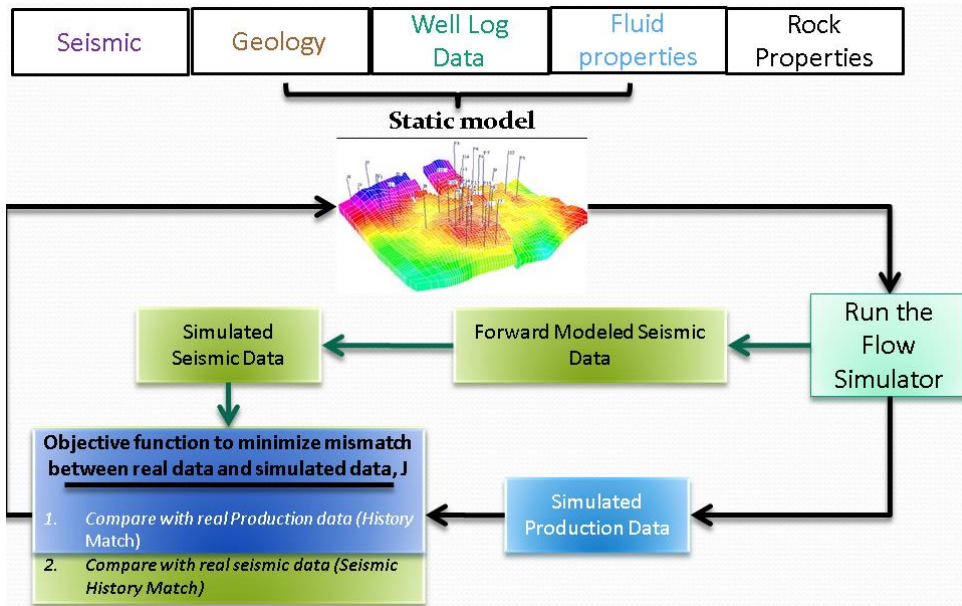 Seismic
Geology
Well Log
Data
Fluid
properties
Rock
Properties
Static model
Run the
Flow
Simulator
Forward Modeled Seismic
Data
Simulated
Seismic Data
Objective function to minimize mismatch
between real data and simulated data, J
1. Compare with real Production data (History
Match)
2. Compare with real seismic data (Seismic
History Match)
Simulated
Production Data